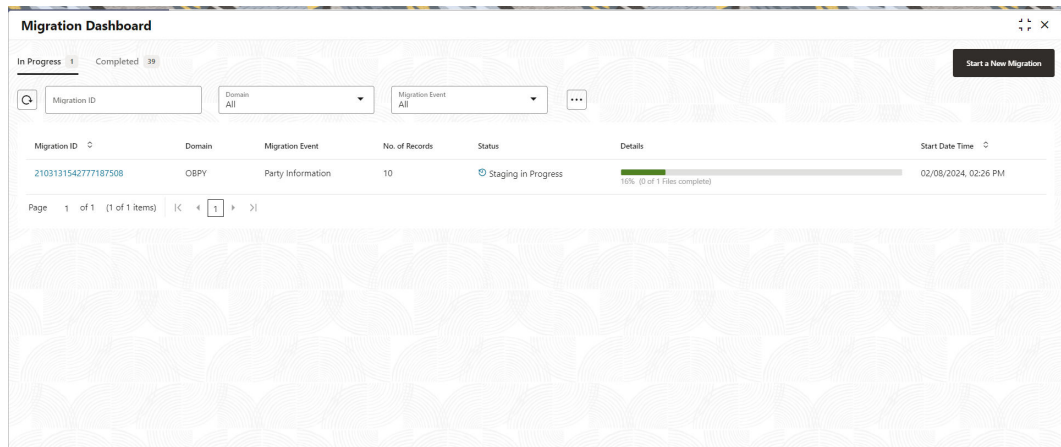 Migration Dashboard
In Progress 1 Completed 39
Start a New Migration
Migration ID
Domain
All
Migration Event
All
Migration ID Domain Migration Event No. of Records Status Details Start Date Time
2103131542777187508 OBPY Party Information 10 Staging in Progress 02/08/2024, 02:26 PM
16% (0 of 1 Files complete)
Page 1 of 1 (1 of 1 items) 1